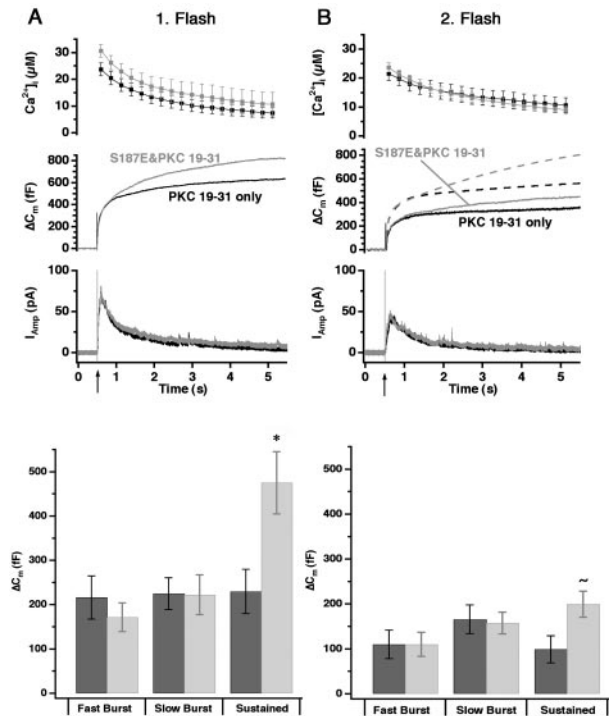 A
1. Flash
B
2. Flash
Ca²⁺]ᵢ (μM)
30
20
10
0
[Ca²⁺]ᵢ (μM)
30
20
10
0
ΔCₘ (fF)
800
600
400
200
0
S187E&PKC 19-31
PKC 19-31 only
ΔCₘ (fF)
800
600
400
200
0
S187E&PKC 19-31
PKC 19-31 only
I_Amp (pA)
100
50
0
0 1 2 3 4 5
Time (s)
I_Amp (pA)
100
50
0
0 1 2 3 4 5
Time (s)
ΔCₘ (fF)
500
400
300
200
100
0
*
Fast Burst Slow Burst Sustained
ΔCₘ (fF)
500
400
300
200
100
0
~
Fast Burst Slow Burst Sustained